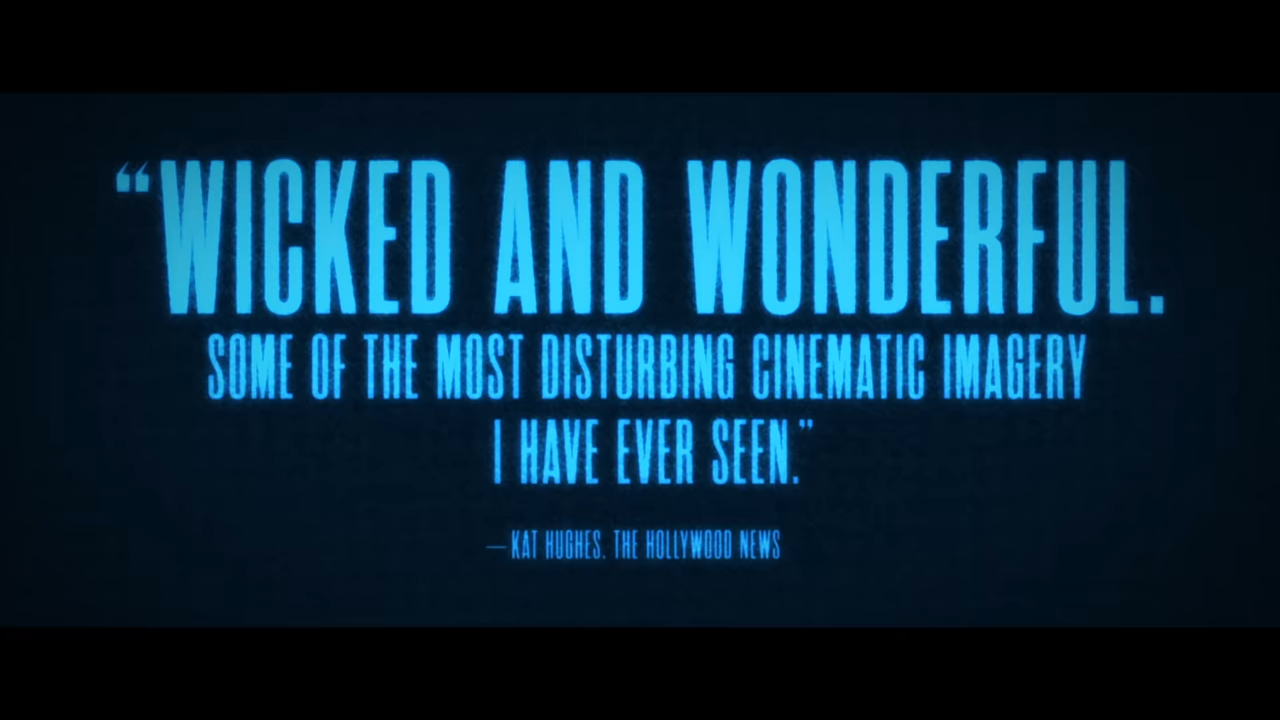 “WICKED AND WONDERFUL.
SOME OF THE MOST DISTURBING CINEMATIC IMAGERY
I HAVE EVER SEEN.”
—KAT HUGHES, THE HOLLYWOOD NEWS